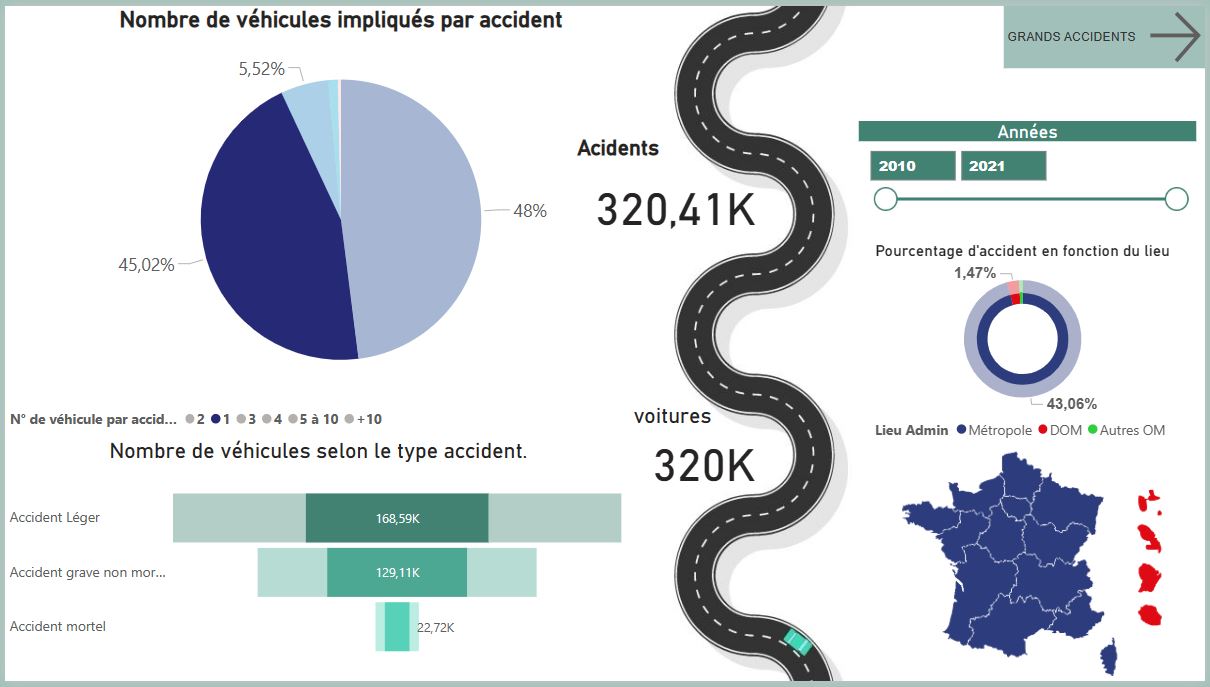 Nombre de véhicules impliqués par accident
5,52%
48%
45,02%
N° de véhicule par accid... 2 1 3 4 5 à 10 +10
Nombre de véhicules selon le type accident.
Accident Léger
168,59K
Accident grave non mor...
129,11K
Accident mortel
22,72K
Acidents
320,41K
voitures
320K
GRANDS ACCIDENTS
Années
2010 2021
Pourcentage d'accident en fonction du lieu
1,47%
43,06%
Lieu Admin Métropole DOM Autres OM